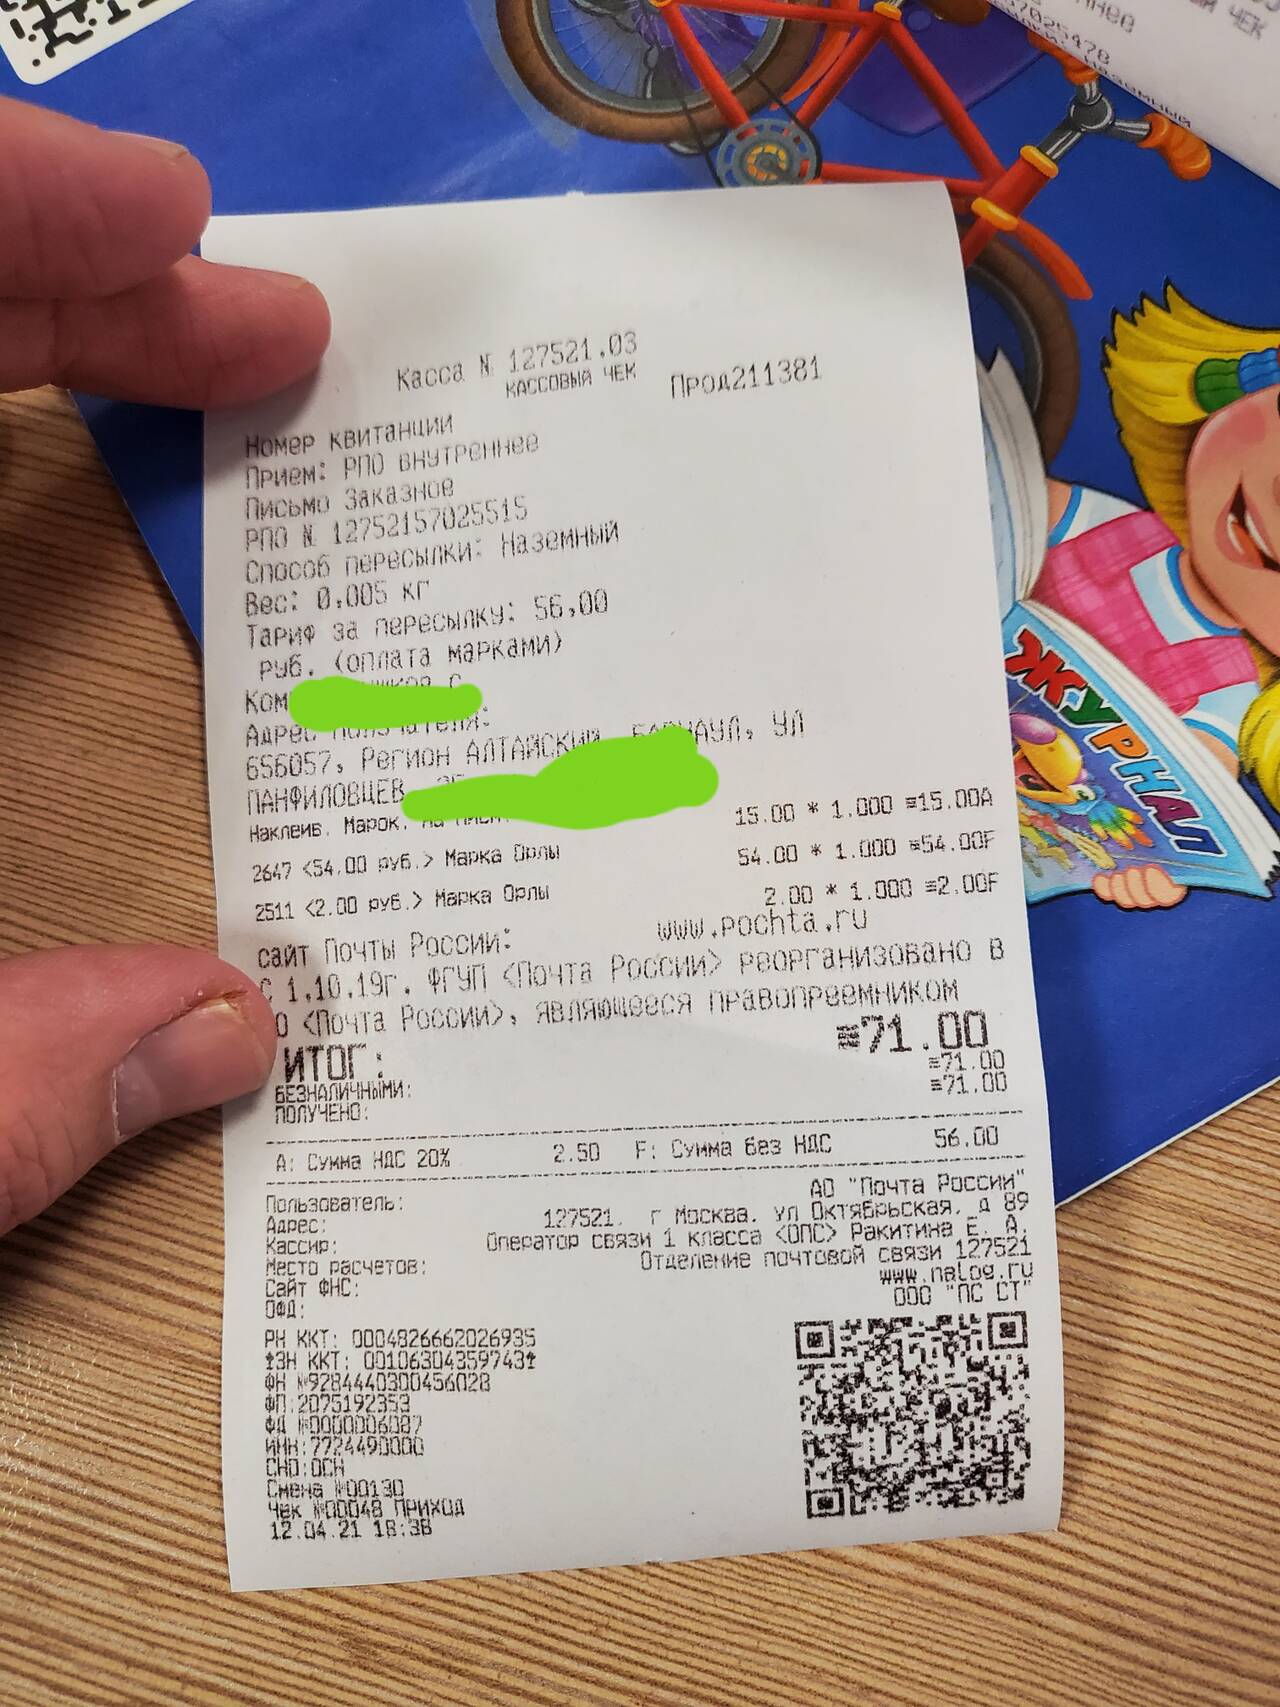 Касса № 127521.03
КАССОВЫЙ ЧЕК Прод211381
Номер квитанции
Прием: РПО внутреннее
Письмо Заказное
РПО № 12752157025515
Способ пересылки: Наземный
Вес: 0,005 кг
Тариф за пересылку: 56,00
руб. (оплата марками)
Адрес
656057, Регион АЛТАЙСКИЙ, БАРНАУЛ, УЛ
ПАНФИЛОВЦЕВ
Наклеив. Марок. 15.00 * 1.000 ≡15.00А
2647 <54.00 руб.> Марка Орлы 54.00 * 1.000 ≡54.00F
2511 <2.00 руб.> Марка Орлы 2.00 * 1.000 ≡2.00F
сайт Почты России: www.pochta.ru
С 1.10.19г. ФГУП <Почта России> реорганизовано в
О <Почта России>, являющееся правопреемником
ИТОГ: ≡71.00
БЕЗНАЛИЧНЫМИ: ≡71.00
ПОЛУЧЕНО: ≡71.00
А: Сумма НДС 20% 2.50 F: Сумма без НДС 56.00
Пользователь: АО "Почта России"
Адрес: 127521, г Москва, ул Октябрьская, д 89
Кассир: Оператор связи 1 класса <ОПС> Ракитина Е. А.
Место расчетов: Отделение почтовой связи 127521
Сайт ФНС: www.nalog.ru
ОФД: ООО "ПС СТ"
РН ККТ: 0004826662026935
ЗН ККТ: 00106304359743
ФН №9284440300456028
ФП:2075192353
ФД №0000006087
ИНН:7724490000
СНО:ОСН
Смена №00130
Чек №00048 ПРИХОД
12.04.21 18:38
ЖУРНАЛ
ЧЕК